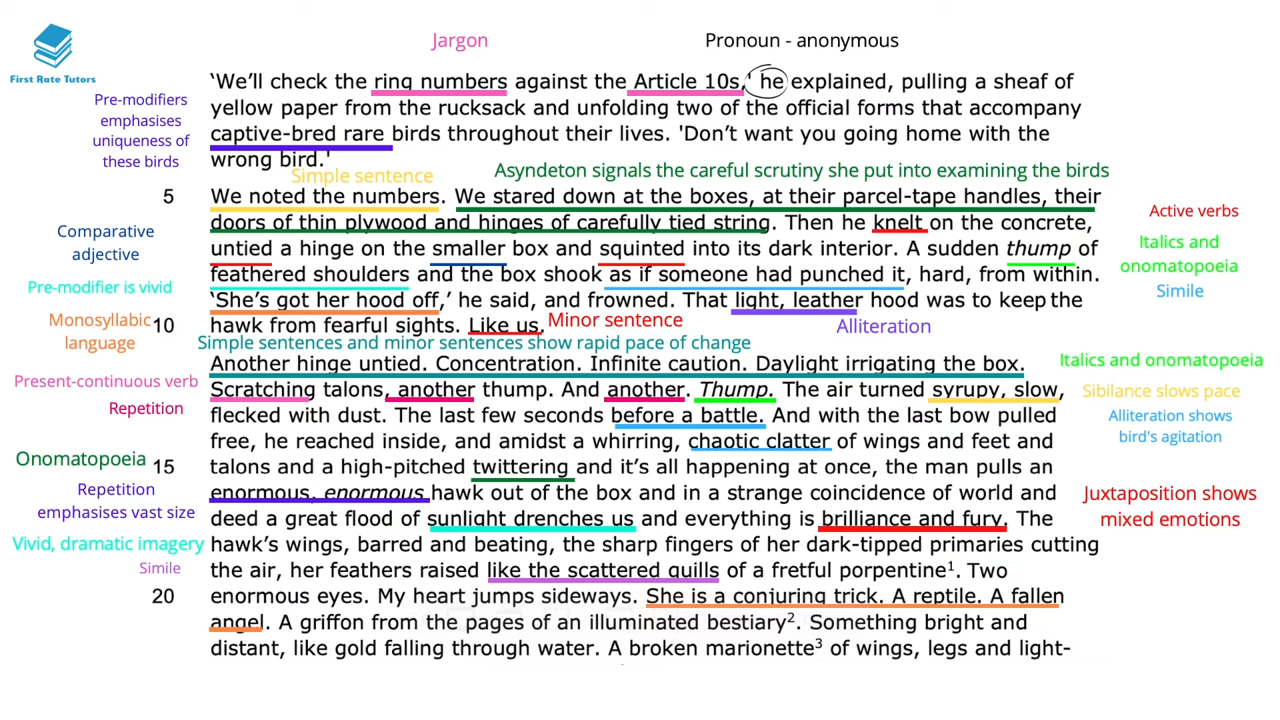 Jargon
Pronoun - anonymous
First Rate Tutors
‘We’ll check the ring numbers against the Article 10s,’ he explained, pulling a sheaf of
Pre-modifiers
emphasises
uniqueness of
these birds
yellow paper from the rucksack and unfolding two of the official forms that accompany
captive-bred rare birds throughout their lives. 'Don’t want you going home with the
wrong bird.'
Simple sentence
Asyndeton signals the careful scrutiny she put into examining the birds
5 We noted the numbers. We stared down at the boxes, at their parcel-tape handles, their
doors of thin plywood and hinges of carefully tied string. Then he knelt on the concrete,
Active verbs
Comparative
adjective
untied a hinge on the smaller box and squinted into its dark interior. A sudden thump of
Italics and
onomatopoeia
feathered shoulders and the box shook as if someone had punched it, hard, from within.
Pre-modifier is vivid
Simile
‘She’s got her hood off,’ he said, and frowned. That light, leather hood was to keep the
Monosyllabic
language
10 hawk from fearful sights. Like us.
Minor sentence
Alliteration
Simple sentences and minor sentences show rapid pace of change
Another hinge untied. Concentration. Infinite caution. Daylight irrigating the box.
Italics and onomatopoeia
Present-continuous verb
Scratching talons, another thump. And another. Thump. The air turned syrupy, slow,
Sibilance slows pace
Repetition
flecked with dust. The last few seconds before a battle. And with the last bow pulled
Alliteration shows
bird's agitation
free, he reached inside, and amidst a whirring, chaotic clatter of wings and feet and
Onomatopoeia
15 talons and a high-pitched twittering and it’s all happening at once, the man pulls an
Repetition
emphasises vast size
enormous, enormous hawk out of the box and in a strange coincidence of world and
Juxtaposition shows
mixed emotions
deed a great flood of sunlight drenches us and everything is brilliance and fury. The
Vivid, dramatic imagery
hawk’s wings, barred and beating, the sharp fingers of her dark-tipped primaries cutting
Simile
the air, her feathers raised like the scattered quills of a fretful porpentine¹. Two
20 enormous eyes. My heart jumps sideways. She is a conjuring trick. A reptile. A fallen
angel. A griffon from the pages of an illuminated bestiary². Something bright and
distant, like gold falling through water. A broken marionette³ of wings, legs and light-